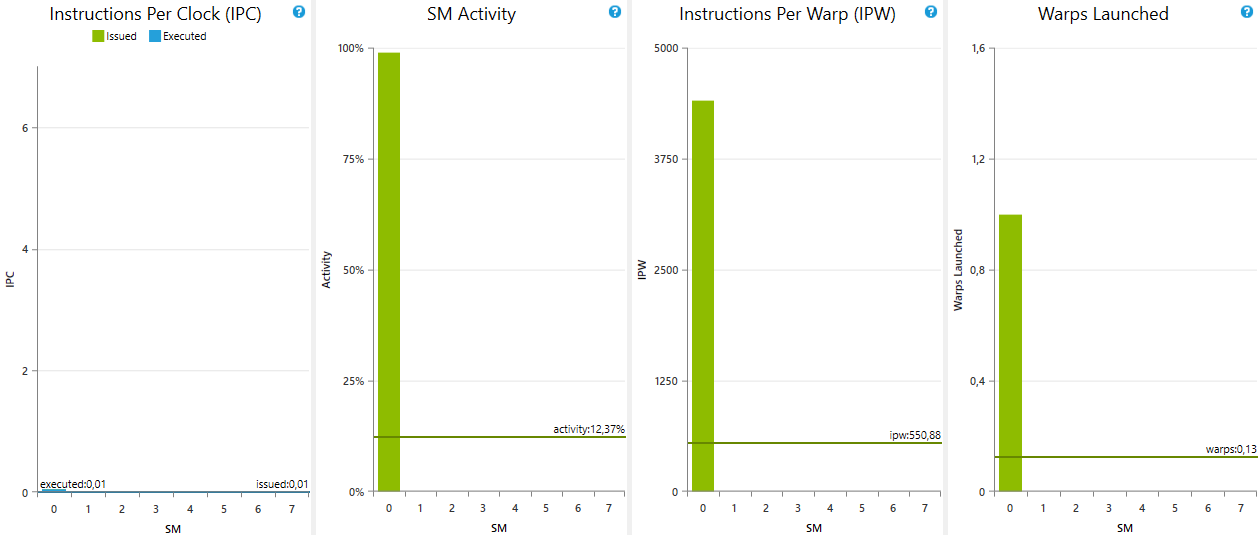 Instructions Per Clock (IPC) ?
Issued Executed
6
4
2
0
IPC
executed:0,01 issued:0,01
0 1 2 3 4 5 6 7
SM
SM Activity ?
100%
75%
50%
25%
0%
Activity
activity:12,37%
0 1 2 3 4 5 6 7
SM
Instructions Per Warp (IPW) ?
5000
3750
2500
1250
0
IPW
ipw:550,88
0 1 2 3 4 5 6 7
SM
Warps Launched ?
1,6
1,2
0,8
0,4
0
Warps Launched
warps:0,13
0 1 2 3 4 5 6 7
SM